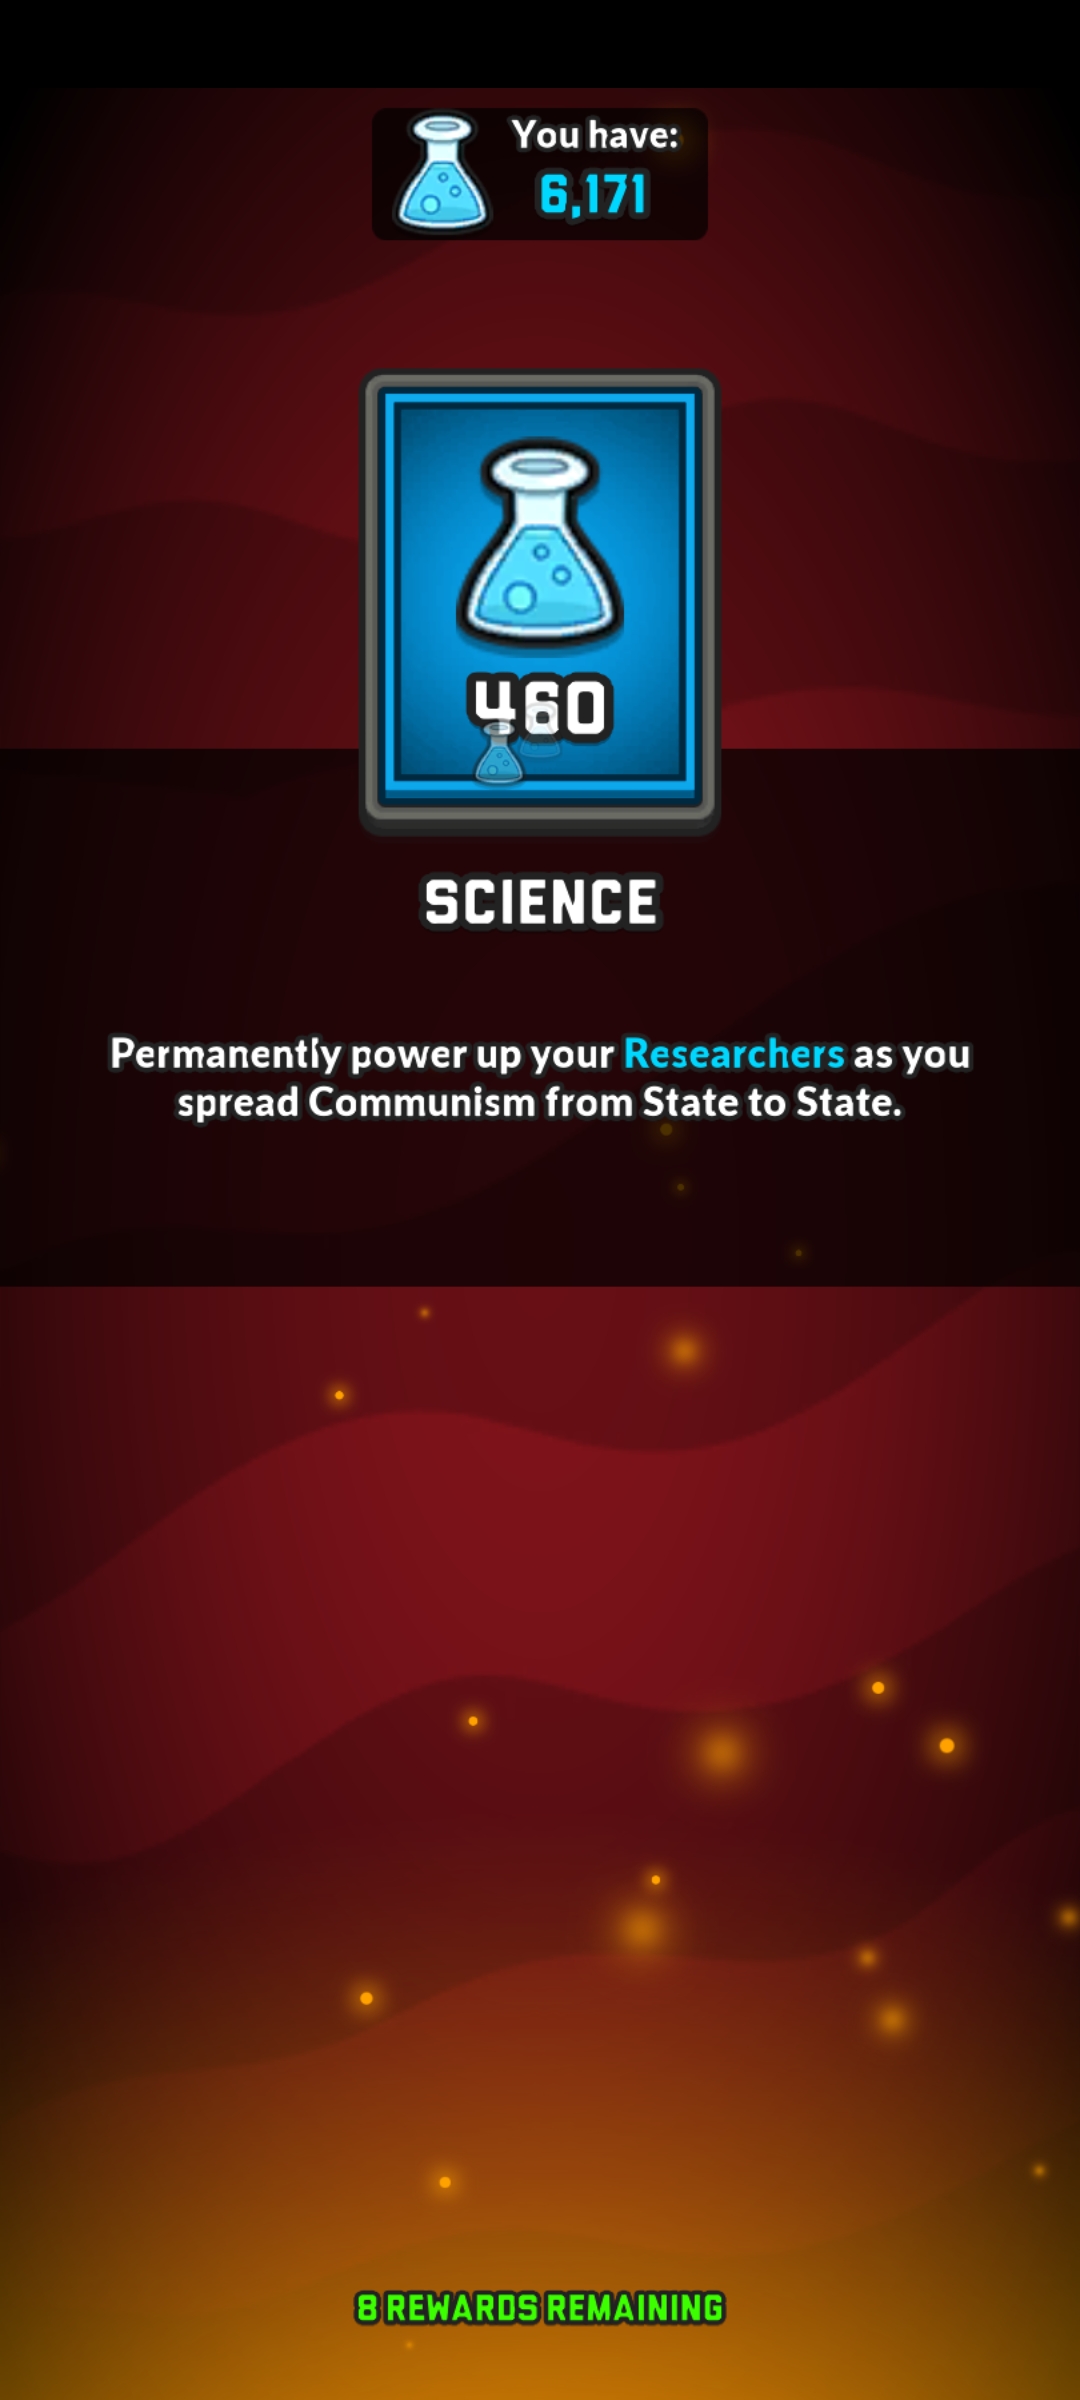 You have:
6,171
460
SCIENCE
Permanently power up your Researchers as you
spread Communism from State to State.
8 REWARDS REMAINING